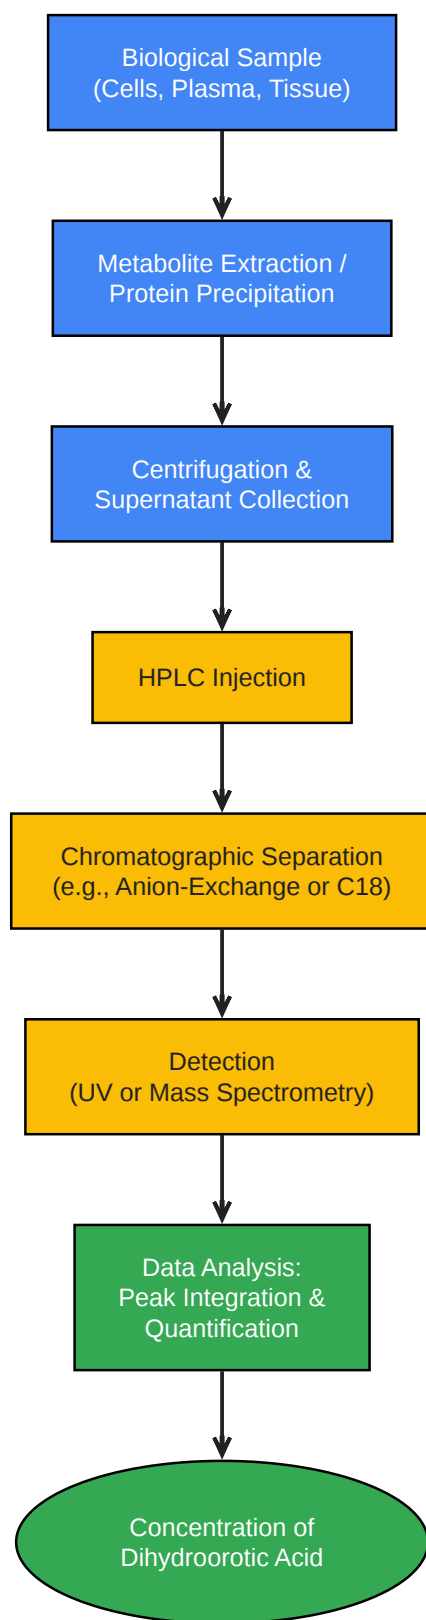 Biological Sample
(Cells, Plasma, Tissue)
Metabolite Extraction /
Protein Precipitation
Centrifugation &
Supernatant Collection
HPLC Injection
Chromatographic Separation
(e.g., Anion-Exchange or C18)
Detection
(UV or Mass Spectrometry)
Data Analysis:
Peak Integration &
Quantification
Concentration of
Dihydroorotic Acid